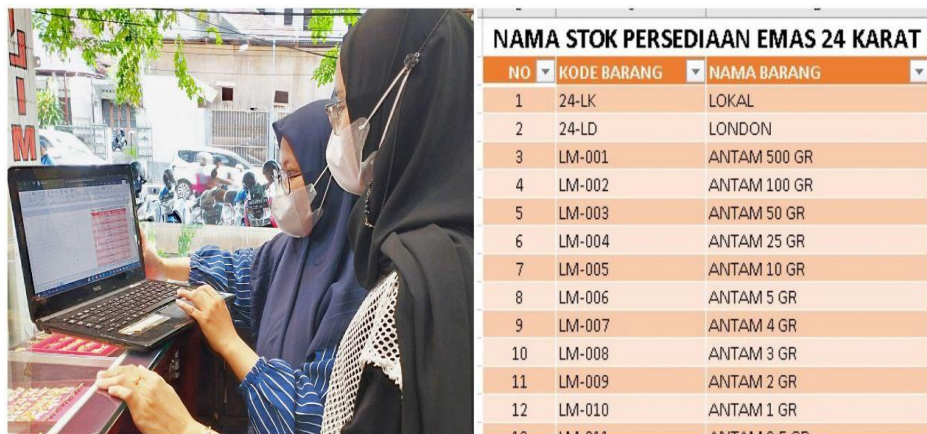 NAMA STOK PERSEDIAAN EMAS 24 KARAT
NO KODE BARANG NAMA BARANG
1 24-LK LOKAL
2 24-LD LONDON
3 LM-001 ANTAM 500 GR
4 LM-002 ANTAM 100 GR
5 LM-003 ANTAM 50 GR
6 LM-004 ANTAM 25 GR
7 LM-005 ANTAM 10 GR
8 LM-006 ANTAM 5 GR
9 LM-007 ANTAM 4 GR
10 LM-008 ANTAM 3 GR
11 LM-009 ANTAM 2 GR
12 LM-010 ANTAM 1 GR